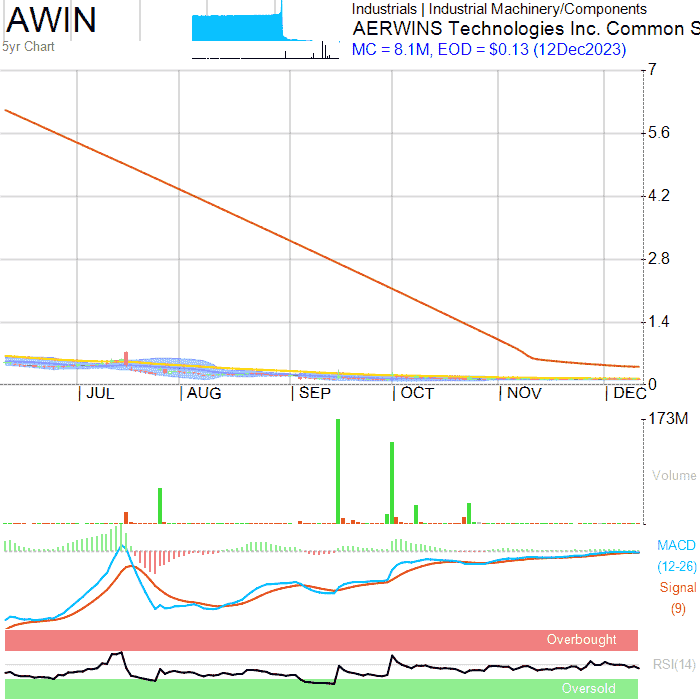 AWIN
5yr Chart
Industrials | Industrial Machinery/Components
AERWINS Technologies Inc. Common S
MC = 8.1M, EOD = $0.13 (12Dec2023)
7
5.6
4.2
2.8
1.4
0
JUL AUG SEP OCT NOV DEC
173M
Volume
MACD
(12-26)
Signal
(9)
Overbought
RSI(14)
Oversold